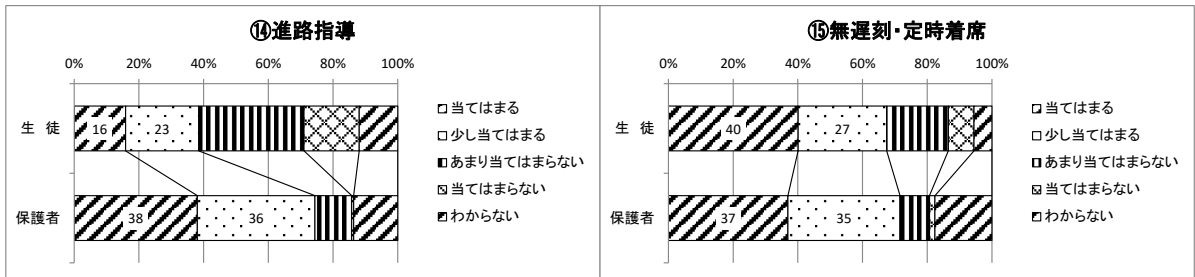 ⑭進路指導
0% 20% 40% 60% 80% 100%
生 徒
16 23
保護者
38 36
当てはまる
少し当てはまる
あまり当てはまらない
当てはまらない
わからない
⑮無遅刻・定時着席
0% 20% 40% 60% 80% 100%
生 徒
40 27
保護者
37 35
当てはまる
少し当てはまる
あまり当てはまらない
当てはまらない
わからない